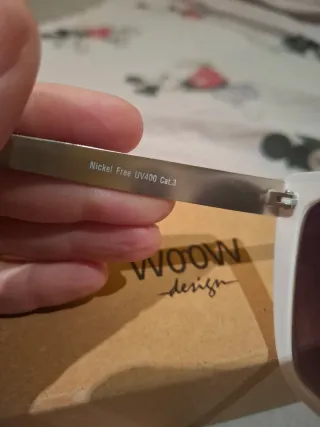 Nickel Free UV400 Cat.3
WOOW
design